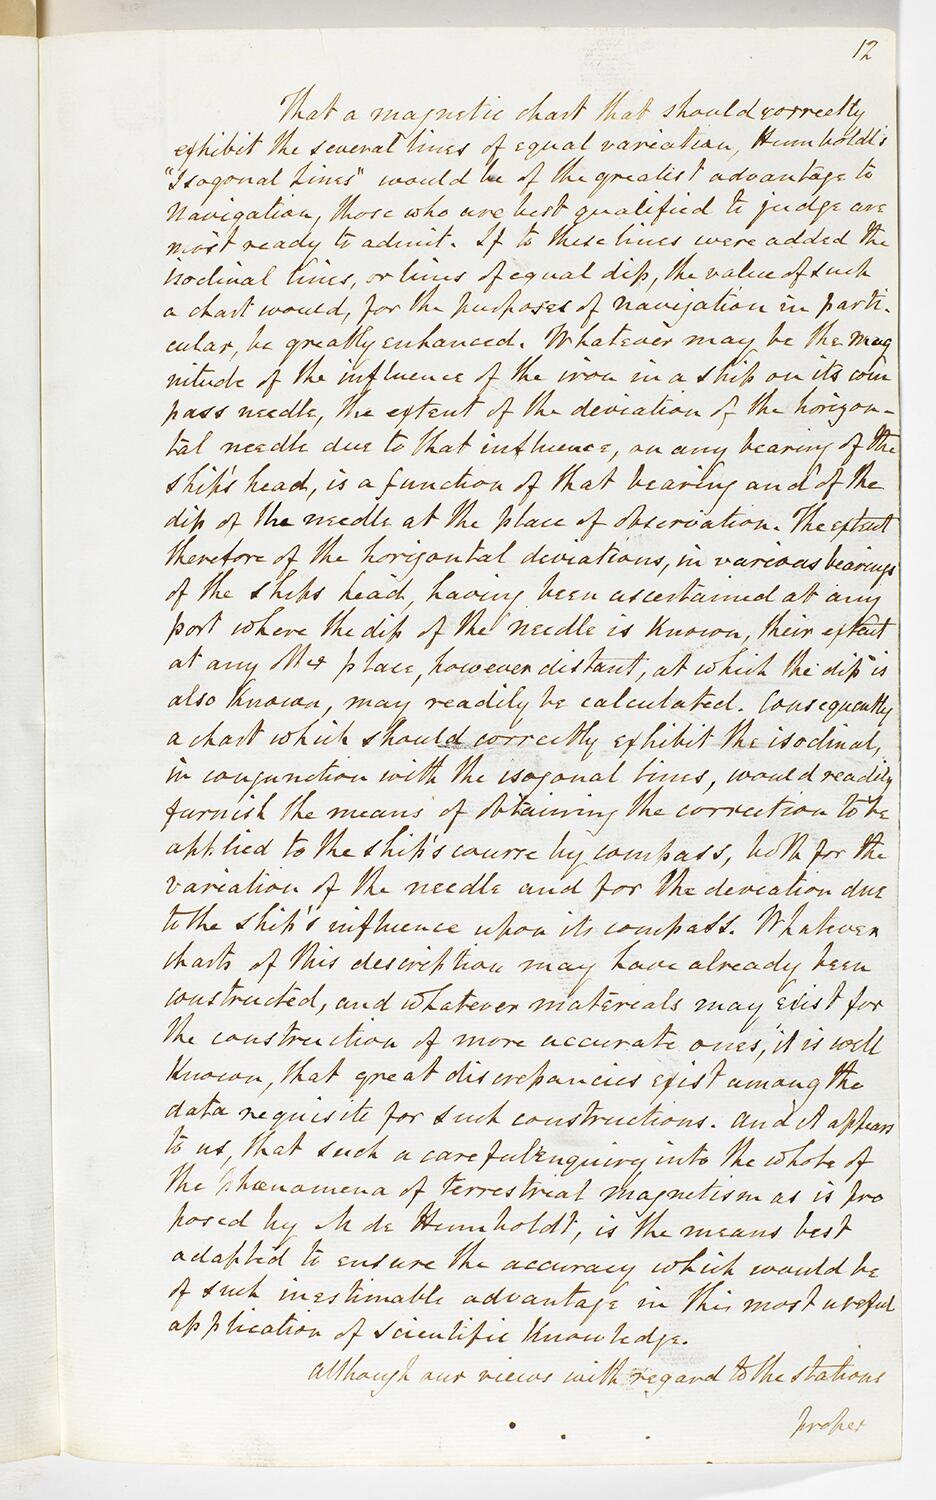 12
That a magnetic chart that should correctly
exhibit the several lines of equal variation, Humboldt's
"Isogonal Lines" would be of the greatest advantage to
Navigation, those who are best qualified to judge are
most ready to admit. If to these lines were added the
isoclinal lines, or lines of equal dip, the value of such
a chart would, for the purposes of navigation in parti-
cular, be greatly enhanced. Whatever may be the mag
nitude of the influence of the iron in a ship on its com
pass needle, the extent of the deviation of the horizon-
tal needle due to that influence, on any bearing of the
ship's head, is a function of that bearing and of the
dip of the needle at the place of observation. The extent
therefore of the horizontal deviations, in various bearings
of the ships head, having been ascertained at any
port where the dip of the needle is known, their extent
at any other place, however distant, at which the dip is
also known, may readily be calculated. Consequently
a chart which should correctly exhibit the isoclinal,
in conjunction with the isogonal lines, would readily
furnish the means of obtaining the correction to be
applied to the ship's course by compass, both for the
variation of the needle and for the deviation due
to the ship's influence upon its compass. Whatever
charts of this description may have already been
constructed, and whatever materials may exist for
the construction of more accurate ones, it is well
known, that great discrepancies exist among the
data requisite for such constructions. And it appears
to us, that such a careful enquiry into the whole of
the phænomena of terrestrial magnetism as is pro
posed by M de Humboldt, is the means best
adapted to ensure the accuracy which would be
of such inestimable advantage in this most useful
application of scientific knowledge.
Although our views with regard to the stations
proper